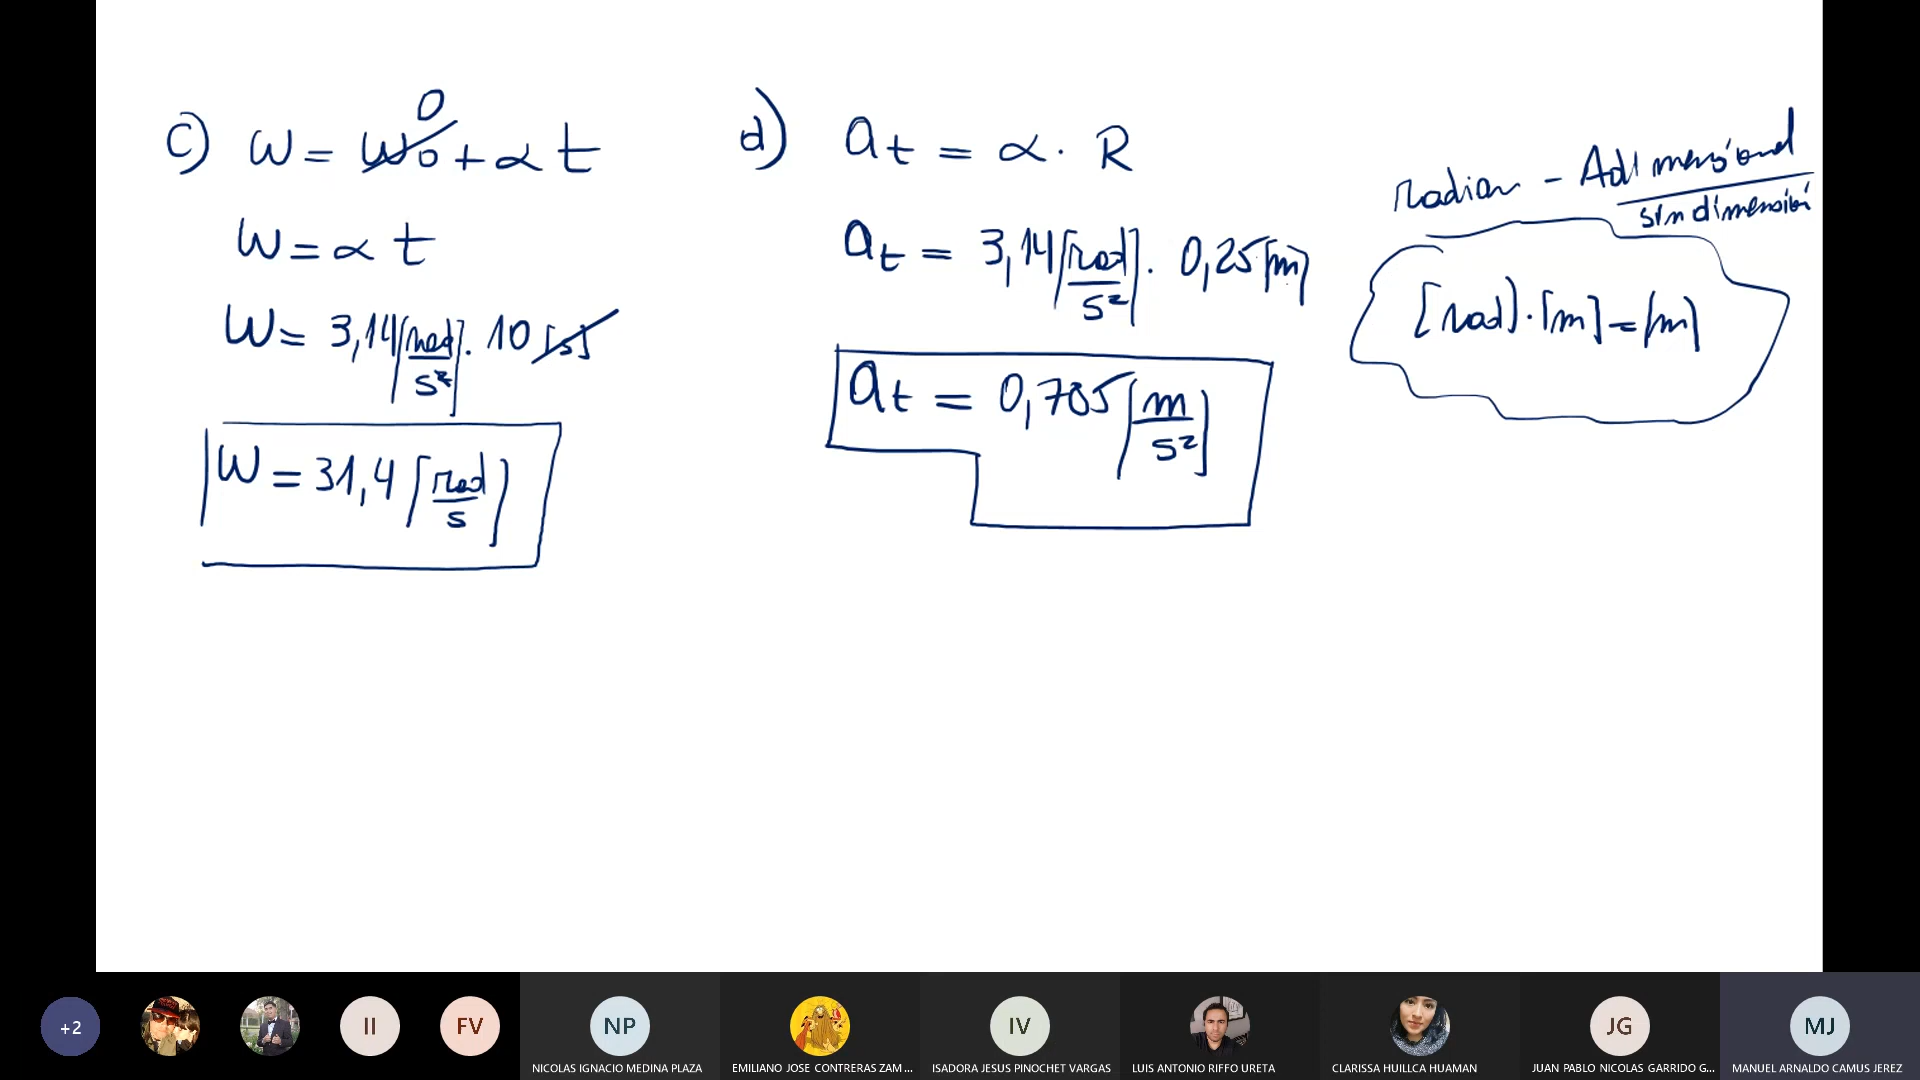 c) ω = ω₀ + α t
0
ω = α t
ω = 3,14 [rad/s²] · 10 [s]
ω = 31,4 [rad/s]
d) aₜ = α · R
aₜ = 3,14 [rad/s²] · 0,25 [m]
aₜ = 0,785 [m/s²]
radian - Adimensional
sin dimensión
[rad] · [m] = [m]
+2
II
FV
NP
NICOLAS IGNACIO MEDINA PLAZA
EMILIANO JOSE CONTRERAS ZAM...
IV
ISADORA JESUS PINOCHET VARGAS
LUIS ANTONIO RIFFO URETA
CLARISSA HUILLCA HUAMAN
JG
JUAN PABLO NICOLAS GARRIDO G...
MJ
MANUEL ARNALDO CAMUS JEREZ